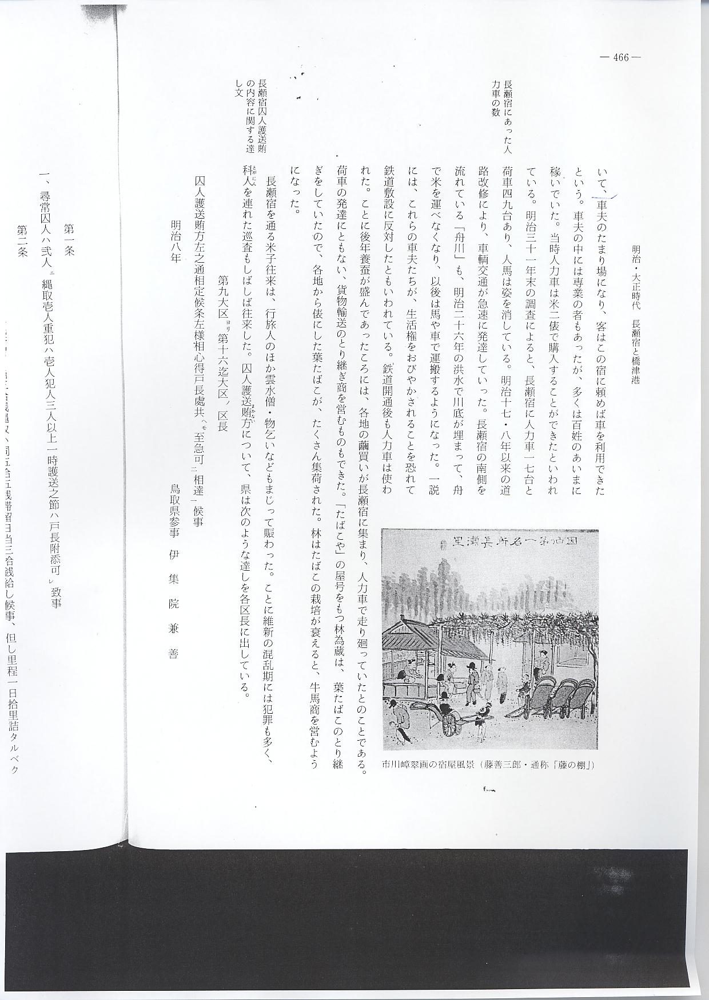 ― 466 ―
明治・大正時代　長瀬宿と橋津港
長瀬宿にあった人
力車の数
いて、車夫のたまり場になり、客はこの宿に頼めば車を利用できた
という。車夫の中には専業の者もあったが、多くは百姓のあいまに
稼いでいた。当時人力車は米二俵で購入することができたといわれ
ている。明治三十一年末の調査によると、長瀬宿に人力車一七台と
荷車四九台あり、人馬は姿を消している。明治十七・八年以来の道
路改修により、車輌交通が急速に発達していった。長瀬宿の南側を
流れている「舟川」も、明治二十六年の洪水で川底が埋まって、舟
で米を運べなくなり、以後は馬や車で運搬するようになった。一説
には、これらの車夫たちが、生活権をおびやかされることを恐れて
鉄道敷設に反対したともいわれている。鉄道開通後も人力車は使わ
れた。ことに後年養蚕が盛んであったころには、各地の繭買いが長瀬宿に集まり、人力車で走り廻っていたとのことである。
荷車の発達にともない、貨物輸送のとり継ぎ商を営むものもできた。「たばこや」の屋号をもつ林為蔵は、葉たばこのとり継
ぎをしていたので、各地から俵にした葉たばこが、たくさん集荷された。林はたばこの栽培が衰えると、牛馬商を営むよう
になった。
因伯第一名所長瀬里
市川嶂翠画の宿屋風景（藤善三郎・通称「藤の棚」）
長瀬宿囚人護送賄
の内容に関する達
し文
長瀬宿を通る米子往来は、行旅人のほか雲水僧・物乞いなどもまじって賑わった。ことに維新の混乱期には犯罪も多く、
科人を連れた巡査もしばしば往来した。囚人護送賄方について、県は次のような達しを各区長に出している。
とがにん
まかない
第九大区ヨリ第十六迄大区ノ区長
囚人護送賄方左之通相定候条左様相心得戸長處共ヘモ至急可ニ相達一候事
明治八年
鳥取県参事　伊集院兼善
第一条
一、尋常囚人ハ弐人ニ縄取壱人重犯ハ壱人犯人三人以上一時護送之節ハ戸長附添可レ致事
第二条
拾銭縄取ハ同五拾五銭滞留日当三拾銭給し候事、但し里程一日拾里詰タルベク